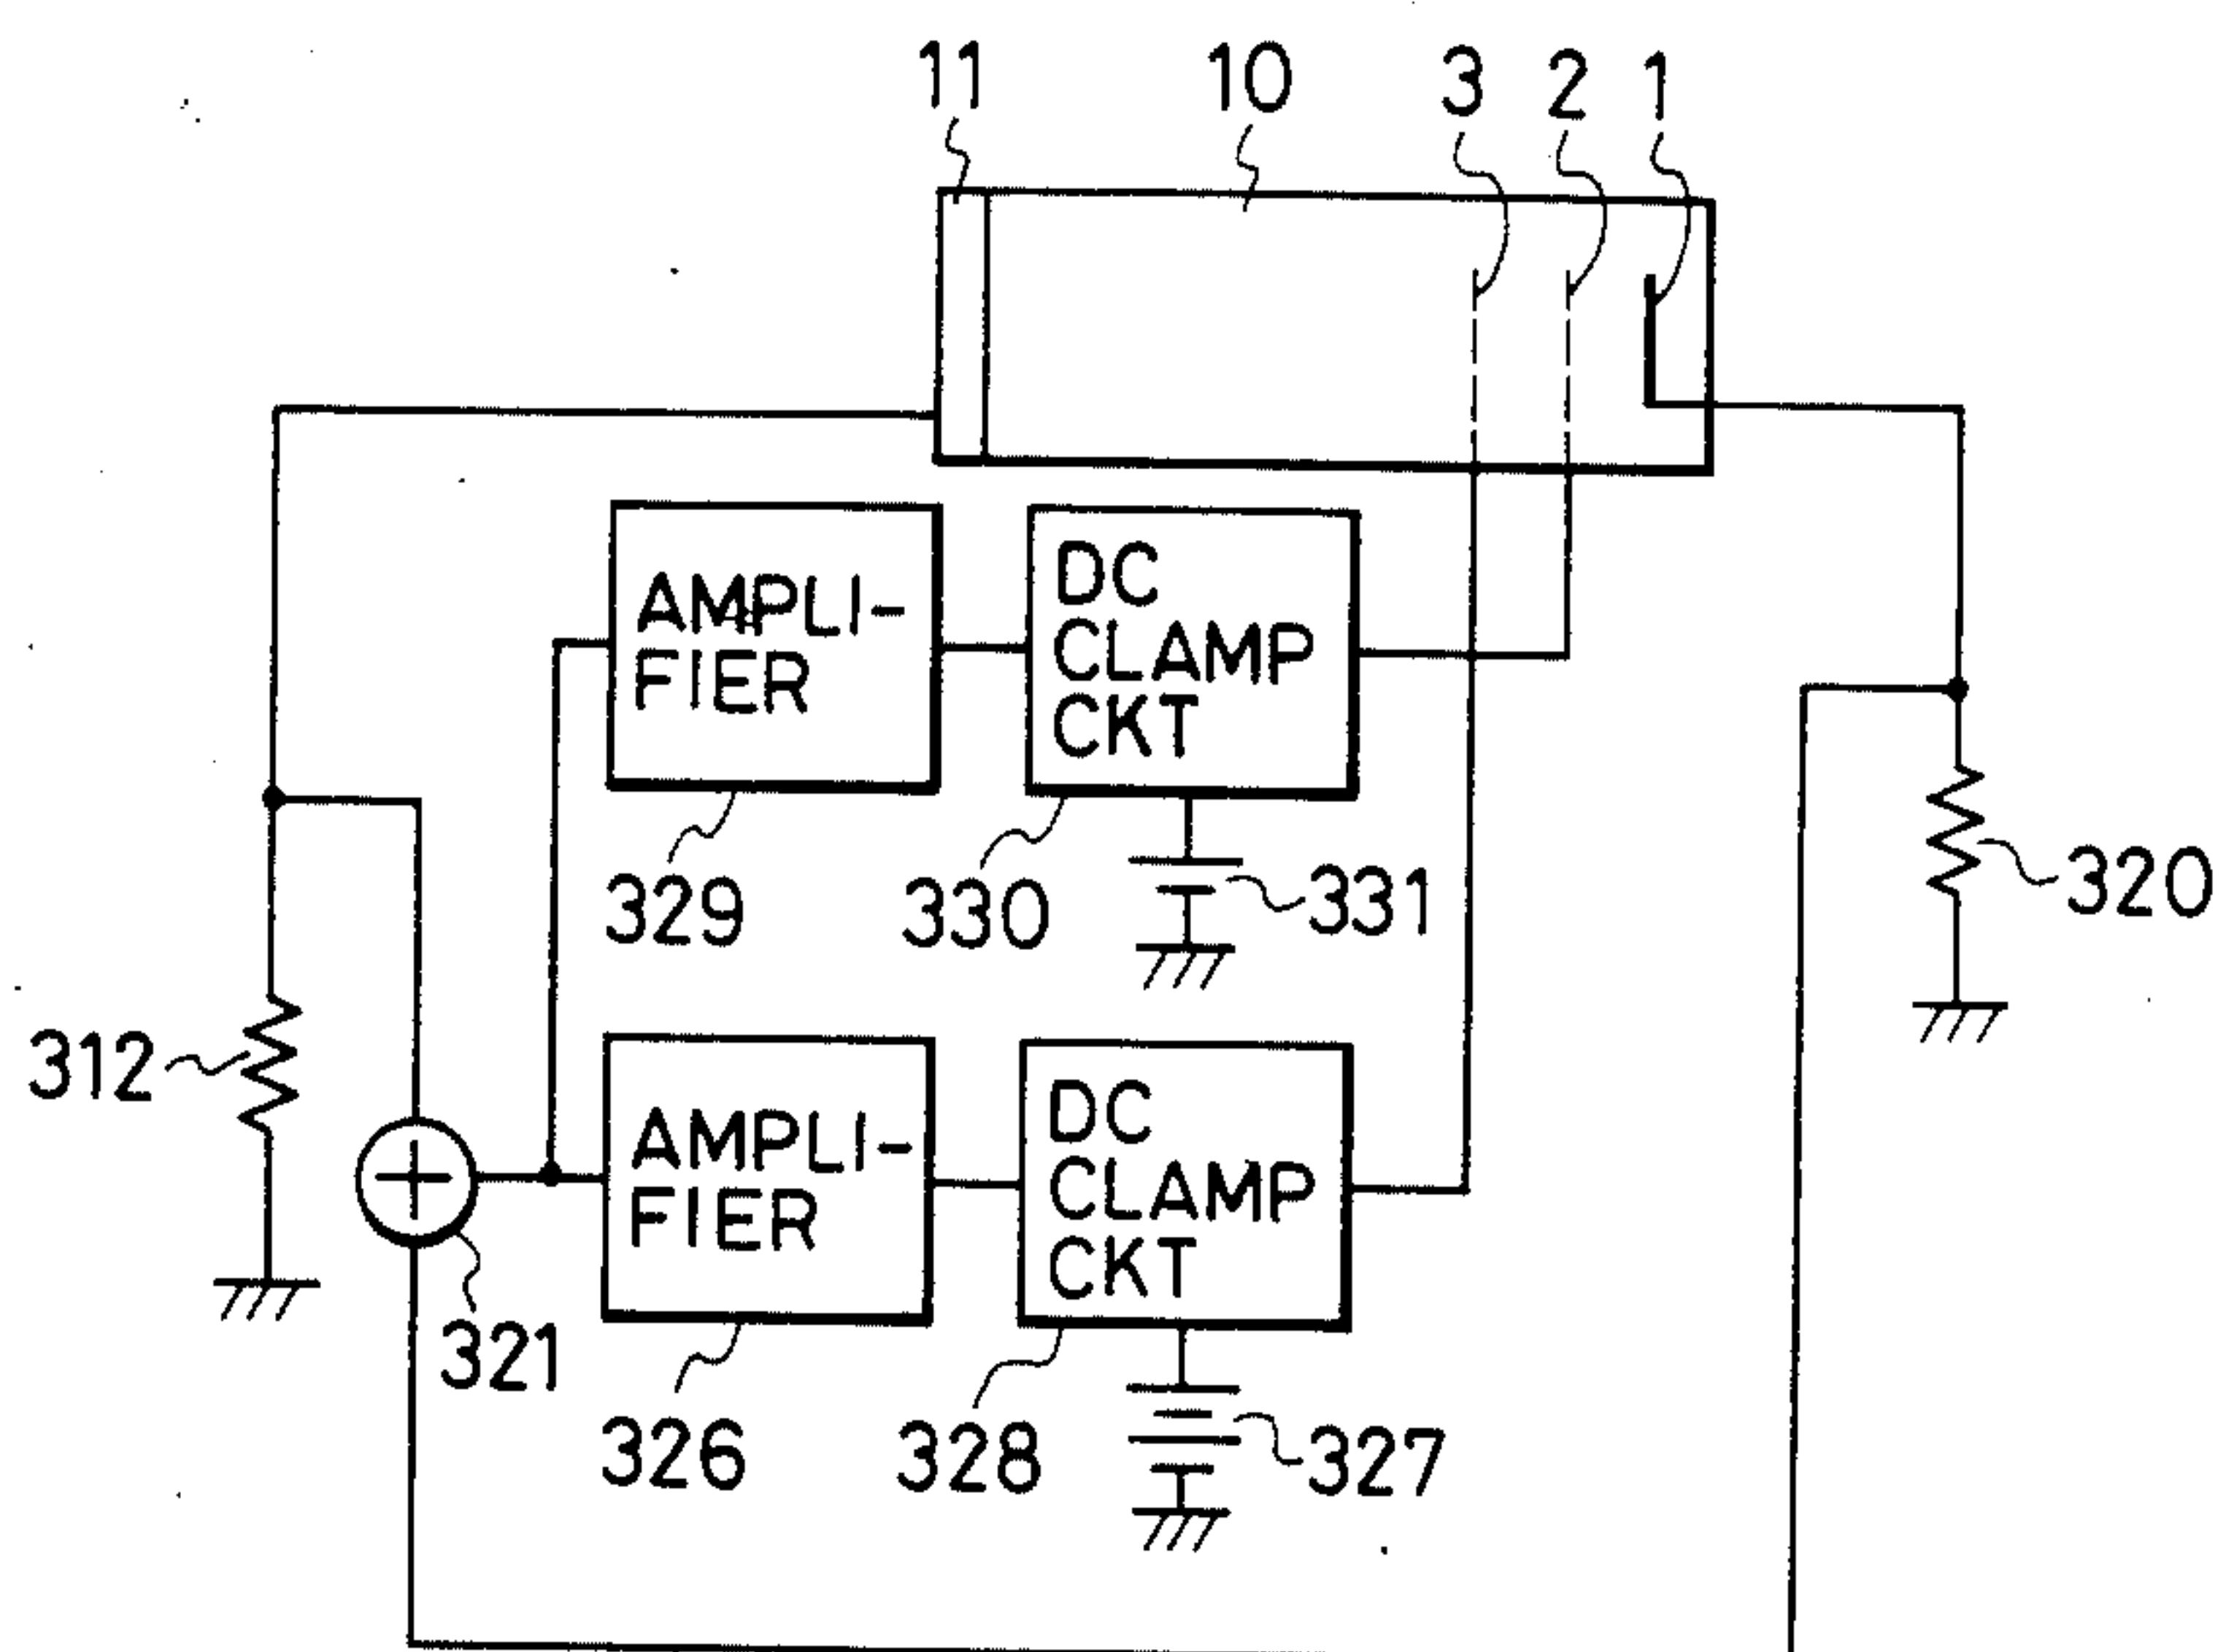 11 10 3 2 1
AMPLI-
FIER
DC
CLAMP
CKT
329 330 331 320
312
AMPLI-
FIER
DC
CLAMP
CKT
321
326 328 327